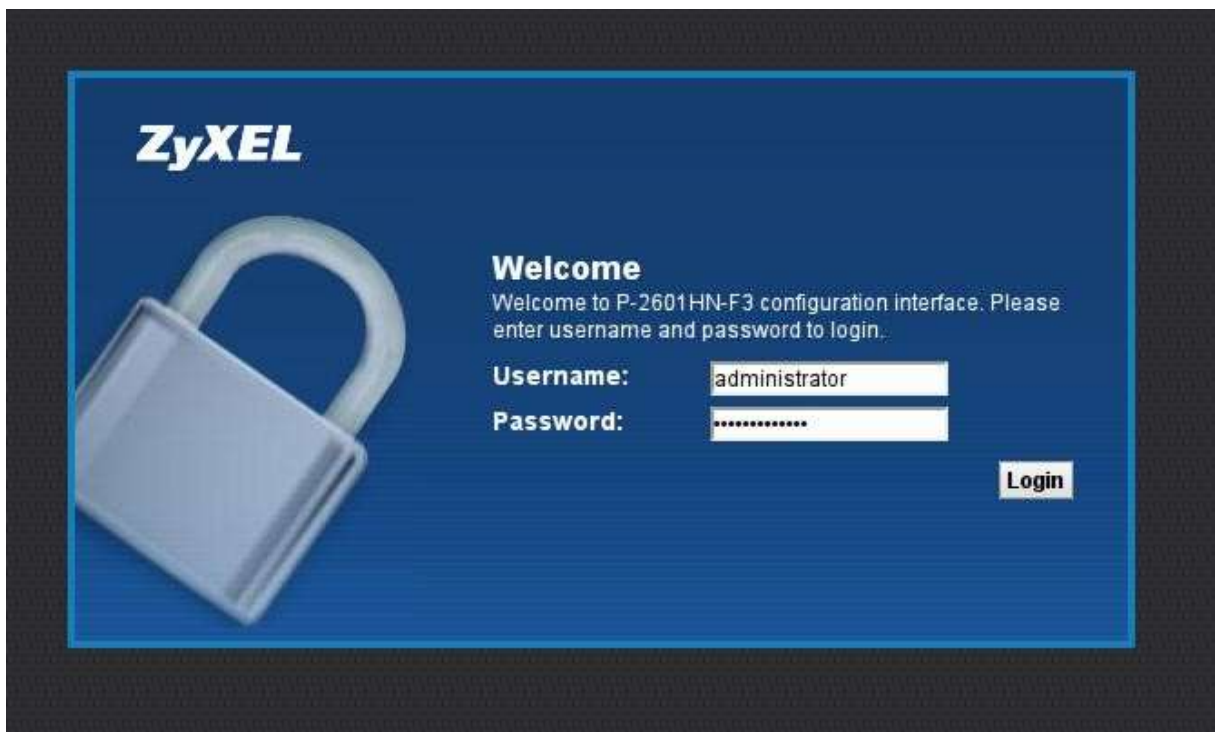 ZyXEL
Welcome
Welcome to P-2601HN-F3 configuration interface. Please
enter username and password to login.
Username: administrator
Password: •••••••••••••
Login